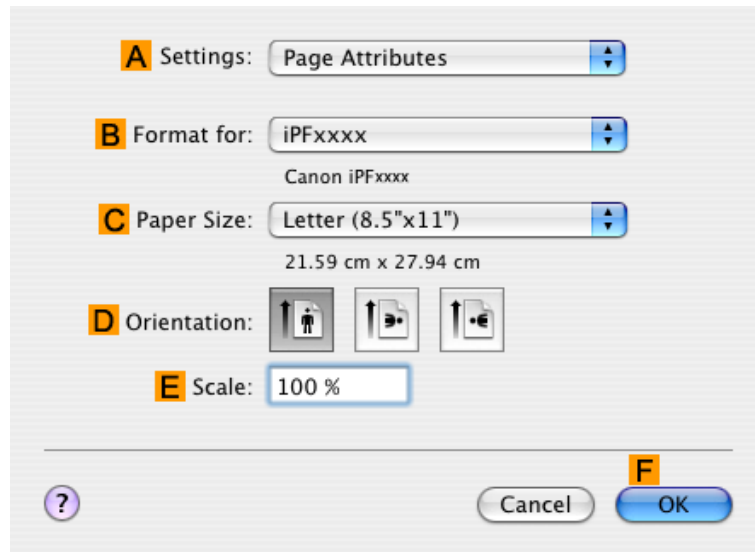 A Settings: Page Attributes
B Format for: iPFxxxx
Canon iPFxxxx
C Paper Size: Letter (8.5"x11")
21.59 cm x 27.94 cm
D Orientation:
E Scale: 100 %
F
? Cancel OK